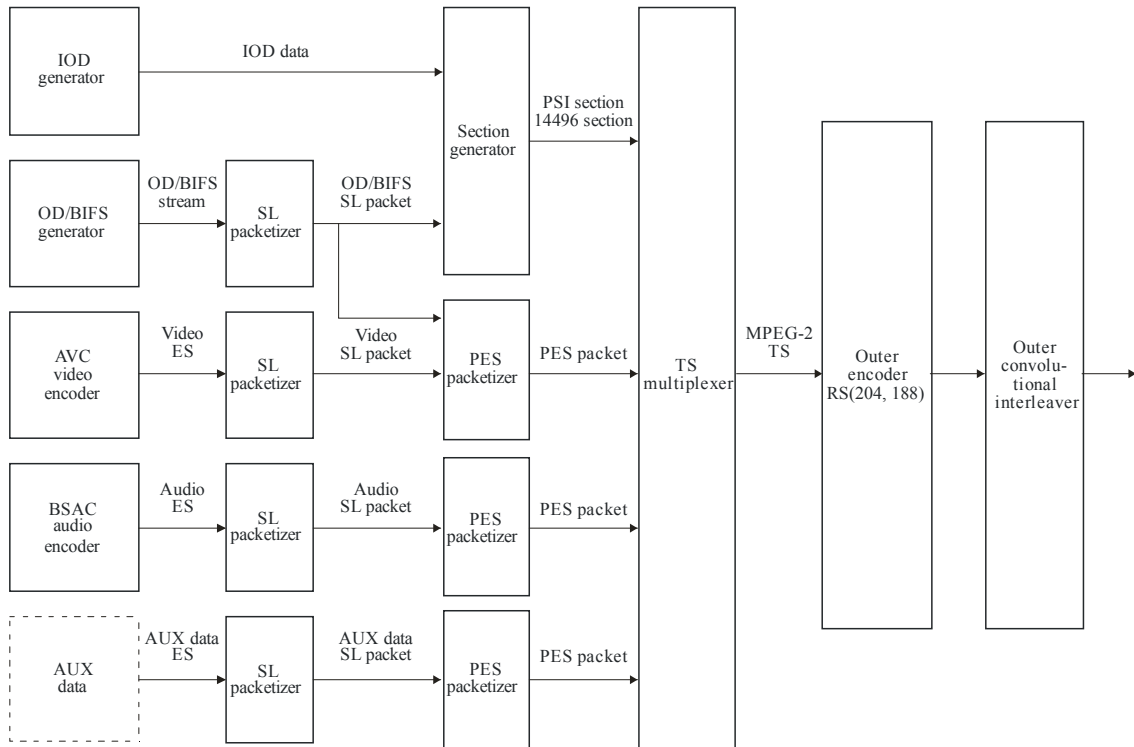 IOD
generator
IOD data
Section
generator
PSI section
14496 section
OD/BIFS
generator
OD/BIFS
stream
SL
packetizer
OD/BIFS
SL packet
AVC
video
encoder
Video
ES
SL
packetizer
Video
SL packet
PES
packetizer
PES packet
BSAC
audio
encoder
Audio
ES
SL
packetizer
Audio
SL packet
PES
packetizer
PES packet
AUX
data
AUX data
ES
SL
packetizer
AUX data
SL packet
PES
packetizer
PES packet
TS
multiplexer
MPEG-2
TS
Outer
encoder
RS(204, 188)
Outer
convolu-
tional
interleaver